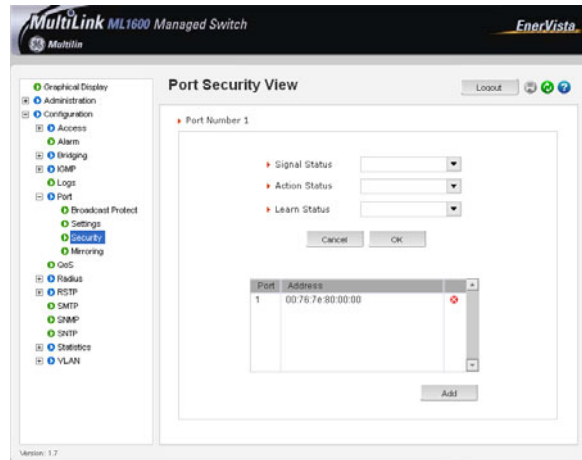 MultiLink ML1600 Managed Switch
EnerVista
GE Multilin
Graphical Display
Administration
Configuration
Access
Alarm
Bridging
IGMP
Logs
Port
Broadcast Protect
Settings
Security
Mirroring
QoS
Radius
RSTP
SMTP
SNMP
SNTP
Statistics
VLAN
Port Security View
Logout
Port Number 1
Signal Status
Action Status
Learn Status
Cancel OK
Port Address
1 00:76:7e:80:00:00
Add
Version: 1.7